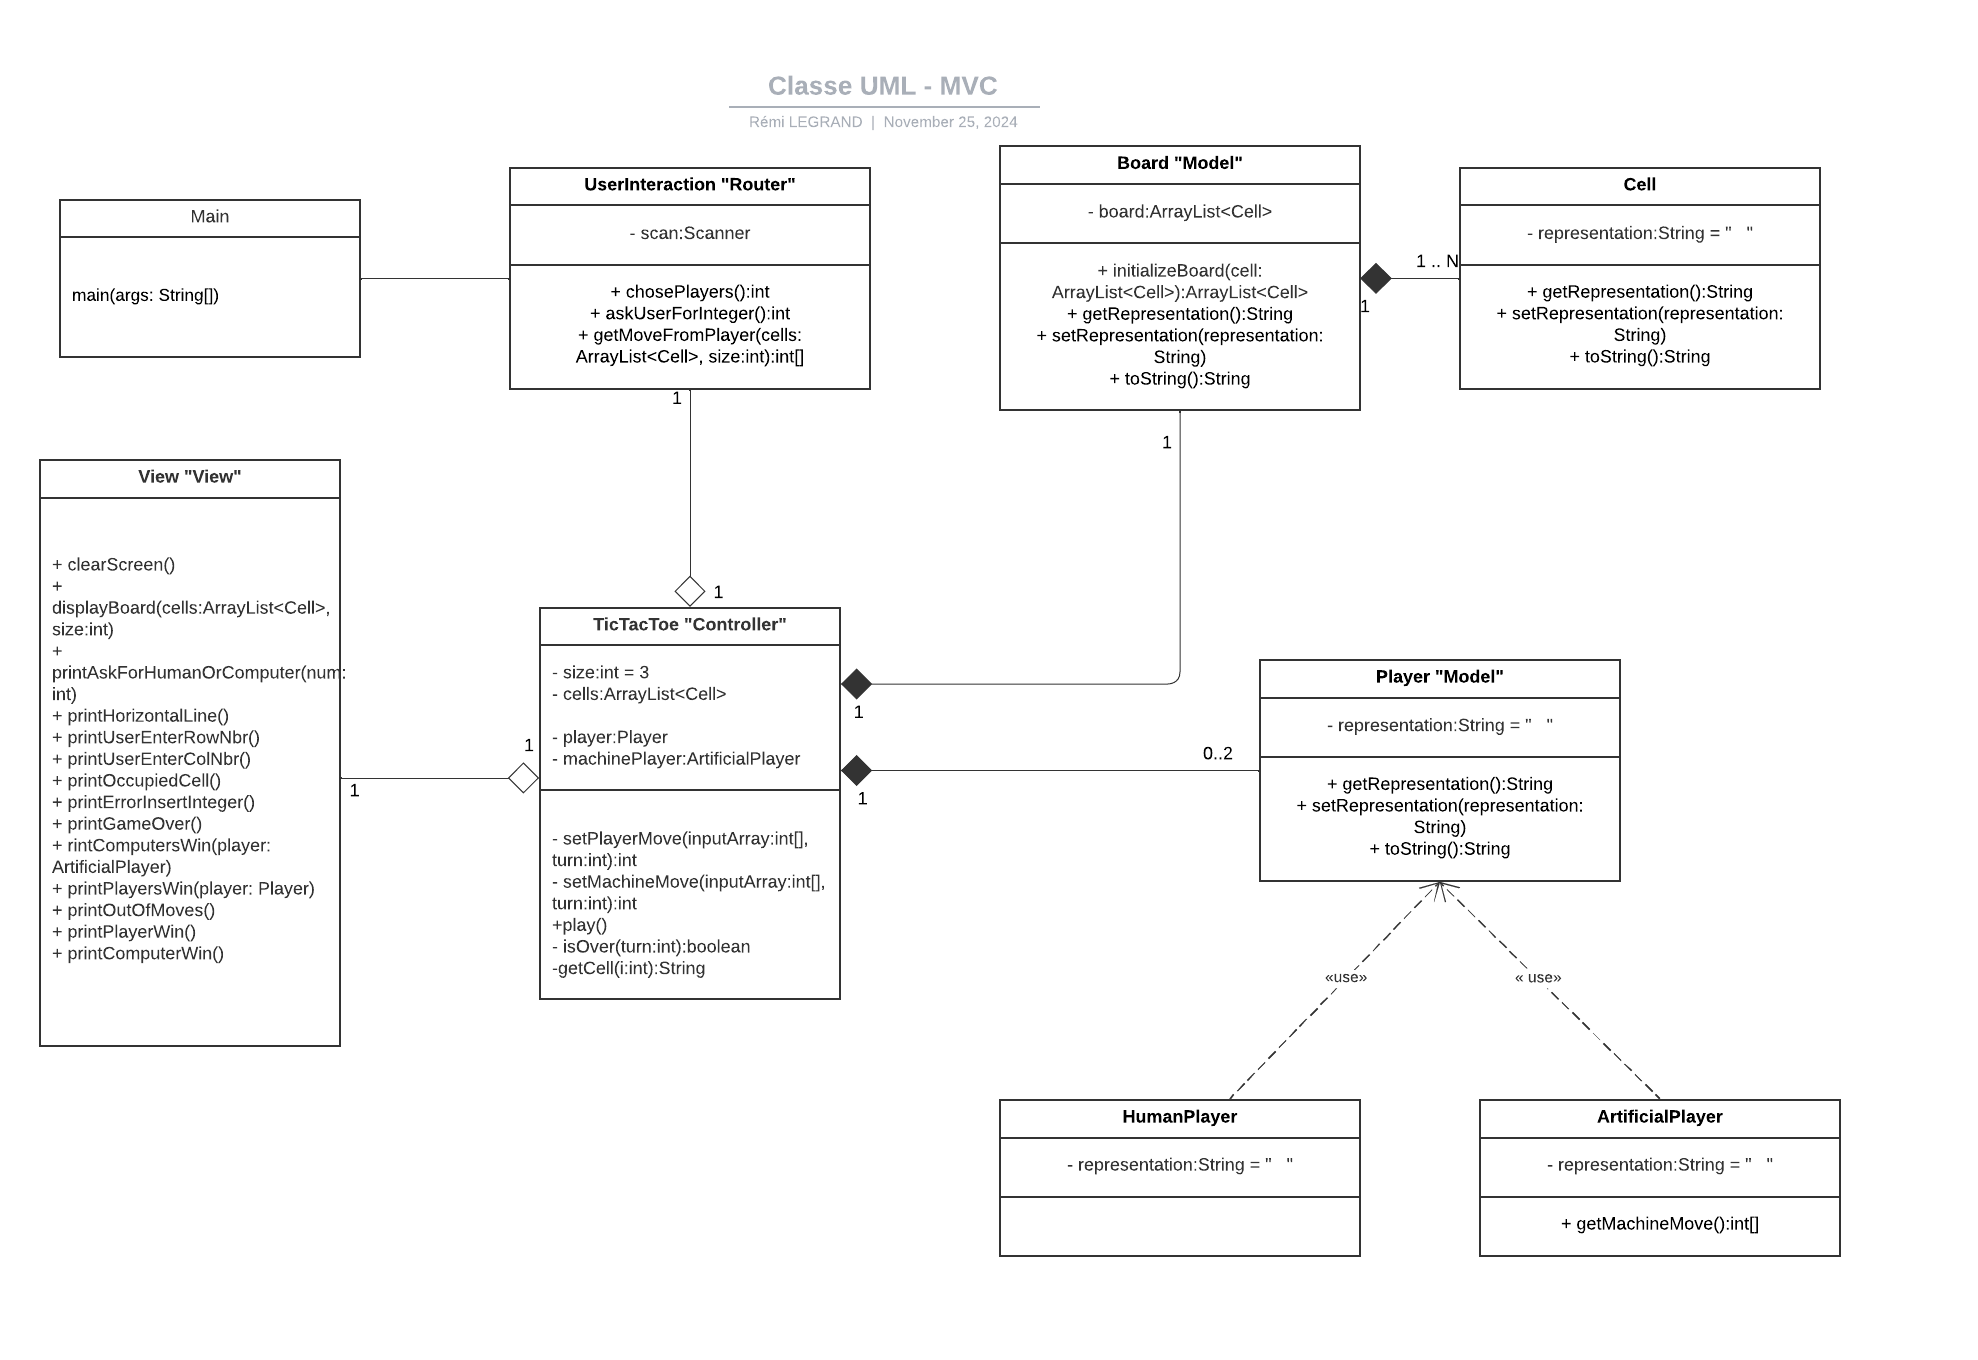 Classe UML - MVC
Rémi LEGRAND | November 25, 2024
Main
main(args: String[])
UserInteraction "Router"
- scan:Scanner
+ chosePlayers():int
+ askUserForInteger():int
+ getMoveFromPlayer(cells:
ArrayList<Cell>, size:int):int[]
1
Board "Model"
- board:ArrayList<Cell>
+ initializeBoard(cell:
ArrayList<Cell>):ArrayList<Cell>
+ getRepresentation():String
+ setRepresentation(representation:
String)
+ toString():String
1
1 .. N
1
Cell
- representation:String = "   "
+ getRepresentation():String
+ setRepresentation(representation:
String)
+ toString():String
View "View"
+ clearScreen()
+
displayBoard(cells:ArrayList<Cell>,
size:int)
+
printAskForHumanOrComputer(num:
int)
+ printHorizontalLine()
+ printUserEnterRowNbr()
+ printUserEnterColNbr()
+ printOccupiedCell()
+ printErrorInsertInteger()
+ printGameOver()
+ rintComputersWin(player:
ArtificialPlayer)
+ printPlayersWin(player: Player)
+ printOutOfMoves()
+ printPlayerWin()
+ printComputerWin()
1
1
1
TicTacToe "Controller"
- size:int = 3
- cells:ArrayList<Cell>
- player:Player
- machinePlayer:ArtificialPlayer
- setPlayerMove(inputArray:int[],
turn:int):int
- setMachineMove(inputArray:int[],
turn:int):int
+play()
- isOver(turn:int):boolean
-getCell(i:int):String
1
1
0..2
Player "Model"
- representation:String = "   "
+ getRepresentation():String
+ setRepresentation(representation:
String)
+ toString():String
«use»
« use»
HumanPlayer
- representation:String = "   "
ArtificialPlayer
- representation:String = "   "
+ getMachineMove():int[]